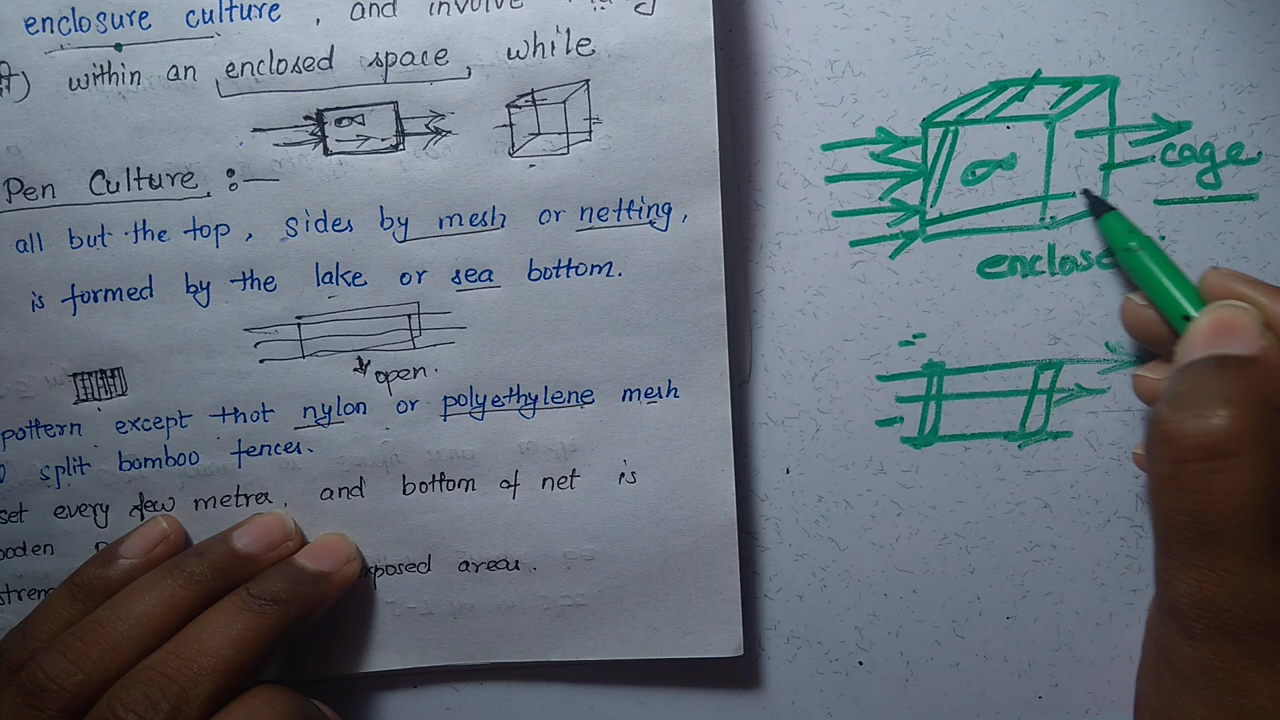 enclosure culture, and involve
within an enclosed space, while
Pen Culture :—
all but the top, sides by mesh or netting,
is formed by the lake or sea bottom.
open.
pattern except that nylon or polyethylene mesh
split bamboo fences.
set every few metres, and bottom of net is
exposed areas.
cage
enclose